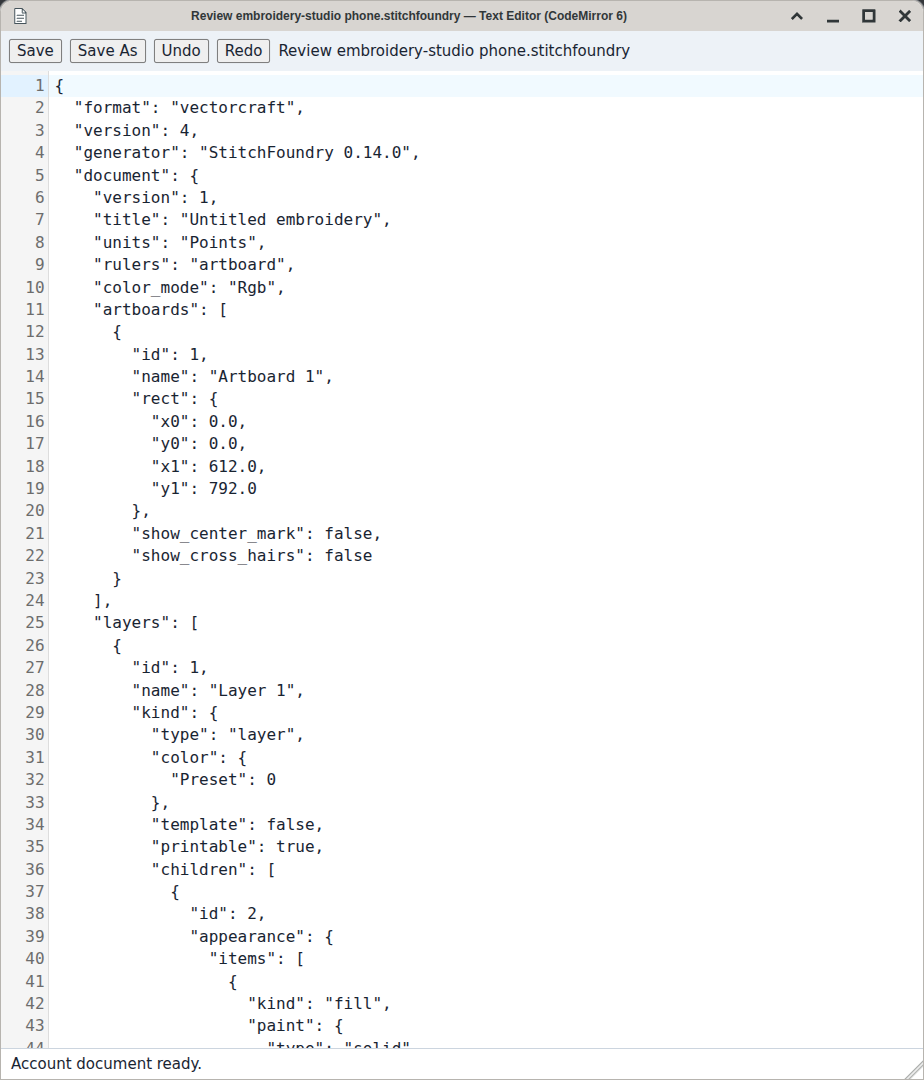 Review embroidery-studio phone.stitchfoundry — Text Editor (CodeMirror 6)
Save Save As Undo Redo Review embroidery-studio phone.stitchfoundry
1 {
2 "format": "vectorcraft",
3 "version": 4,
4 "generator": "StitchFoundry 0.14.0",
5 "document": {
6 "version": 1,
7 "title": "Untitled embroidery",
8 "units": "Points",
9 "rulers": "artboard",
10 "color_mode": "Rgb",
11 "artboards": [
12 {
13 "id": 1,
14 "name": "Artboard 1",
15 "rect": {
16 "x0": 0.0,
17 "y0": 0.0,
18 "x1": 612.0,
19 "y1": 792.0
20 },
21 "show_center_mark": false,
22 "show_cross_hairs": false
23 }
24 ],
25 "layers": [
26 {
27 "id": 1,
28 "name": "Layer 1",
29 "kind": {
30 "type": "layer",
31 "color": {
32 "Preset": 0
33 },
34 "template": false,
35 "printable": true,
36 "children": [
37 {
38 "id": 2,
39 "appearance": {
40 "items": [
41 {
42 "kind": "fill",
43 "paint": {
44 "type": "solid"
Account document ready.